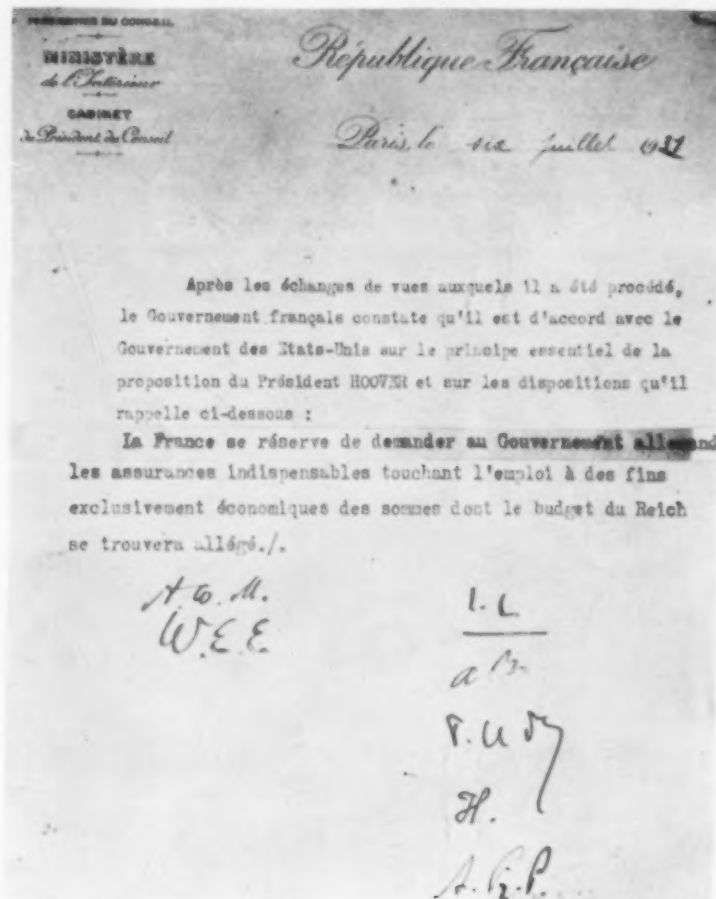 PRÉSIDENCE DU CONSEIL
MINISTÈRE
de l'Intérieur
CABINET
du Président du Conseil
République Française
Paris, le six juillet 1931
Après les échanges de vues auxquels il a été procédé,
le Gouvernement français constate qu'il est d'accord avec le
Gouvernement des Etats-Unis sur le principe essentiel de la
proposition du Président HOOVER et sur les dispositions qu'il
rappelle ci-dessous :
La France se réserve de demander au Gouvernement allemand
les assurances indispensables touchant l'emploi à des fins
exclusivement économiques des sommes dont le budget du Reich
se trouvera allégé./.
A. W. M.
W. E. E.
P. L.
a B.
H.